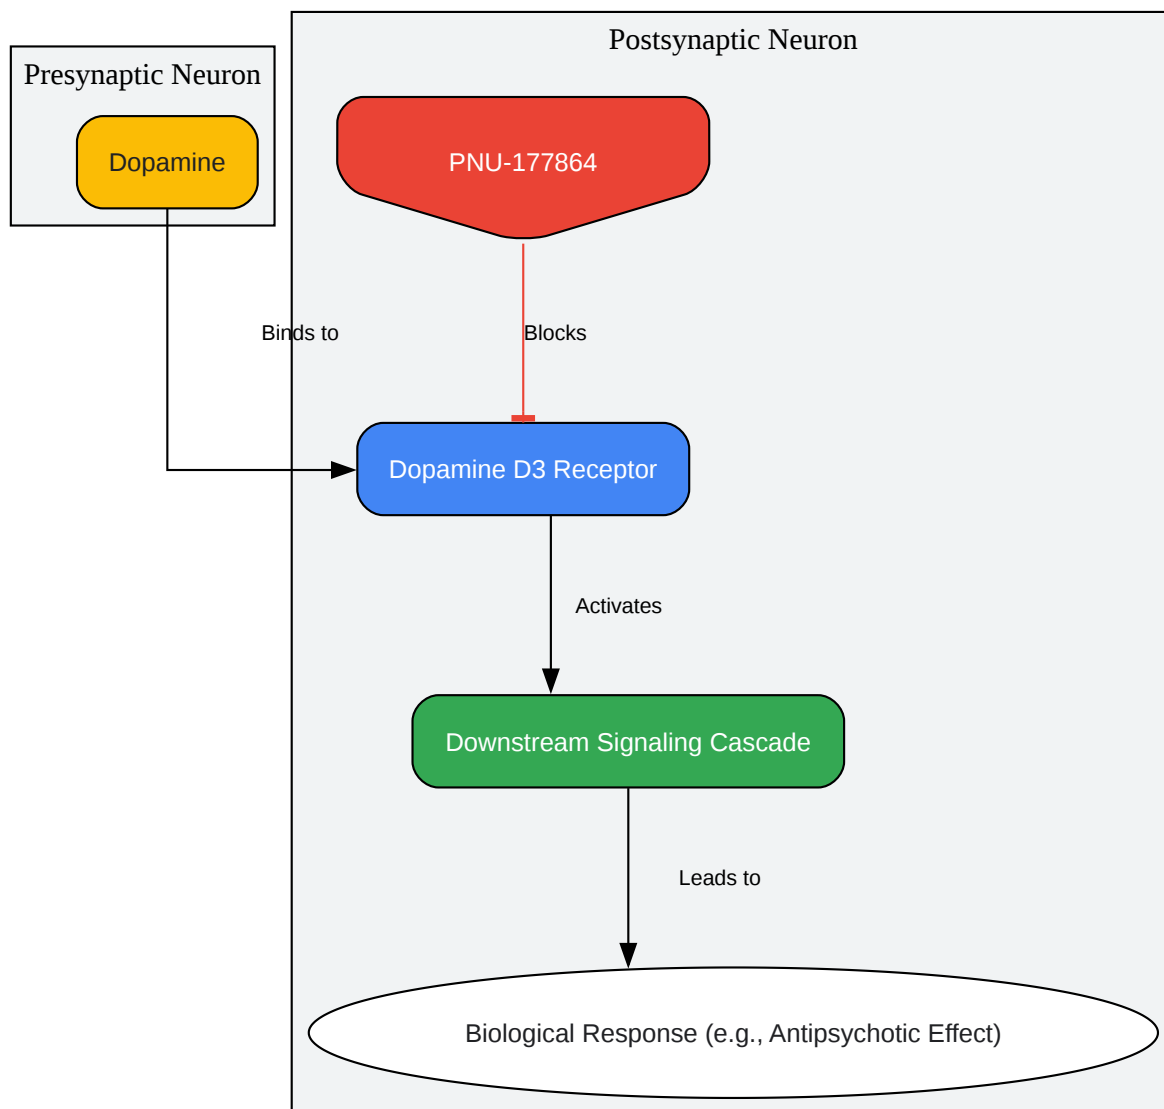 Postsynaptic Neuron
Presynaptic Neuron
Dopamine
PNU-177864
Binds to
Blocks
Dopamine D3 Receptor
Activates
Downstream Signaling Cascade
Leads to
Biological Response (e.g., Antipsychotic Effect)